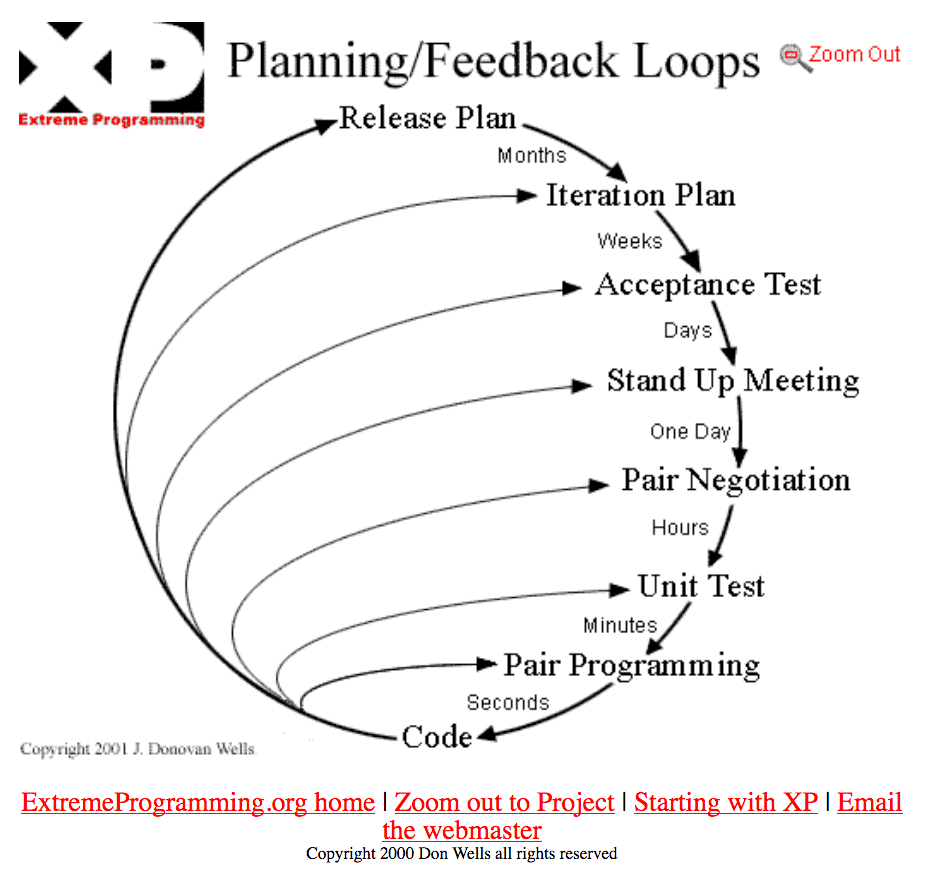 XP
Extreme Programming
Planning/Feedback Loops
Zoom Out
Release Plan
Months
Iteration Plan
Weeks
Acceptance Test
Days
Stand Up Meeting
One Day
Pair Negotiation
Hours
Unit Test
Minutes
Pair Programming
Seconds
Code
Copyright 2001 J. Donovan Wells
ExtremeProgramming.org home | Zoom out to Project | Starting with XP | Email
the webmaster
Copyright 2000 Don Wells all rights reserved